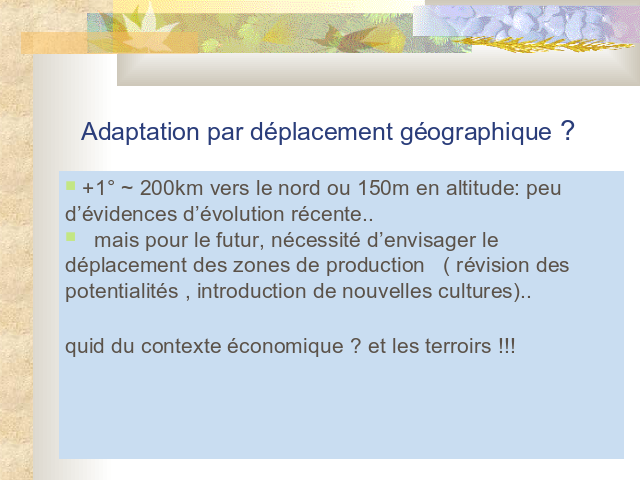 Adaptation par déplacement géographique ?
+1° ~ 200km vers le nord ou 150m en altitude: peu
d’évidences d’évolution récente..
mais pour le futur, nécessité d’envisager le
déplacement des zones de production ( révision des
potentialités , introduction de nouvelles cultures)..
quid du contexte économique ? et les terroirs !!!